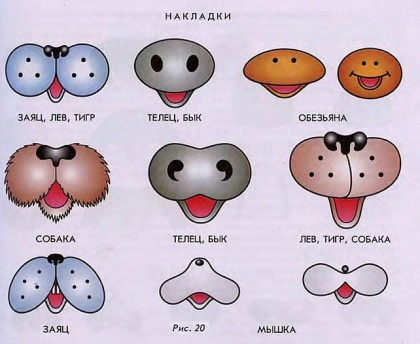 НАКЛАДКИ
ЗАЯЦ, ЛЕВ, ТИГР
ТЕЛЕЦ, БЫК
ОБЕЗЬЯНА
СОБАКА
ТЕЛЕЦ, БЫК
ЛЕВ, ТИГР, СОБАКА
ЗАЯЦ
Рис. 20
МЫШКА